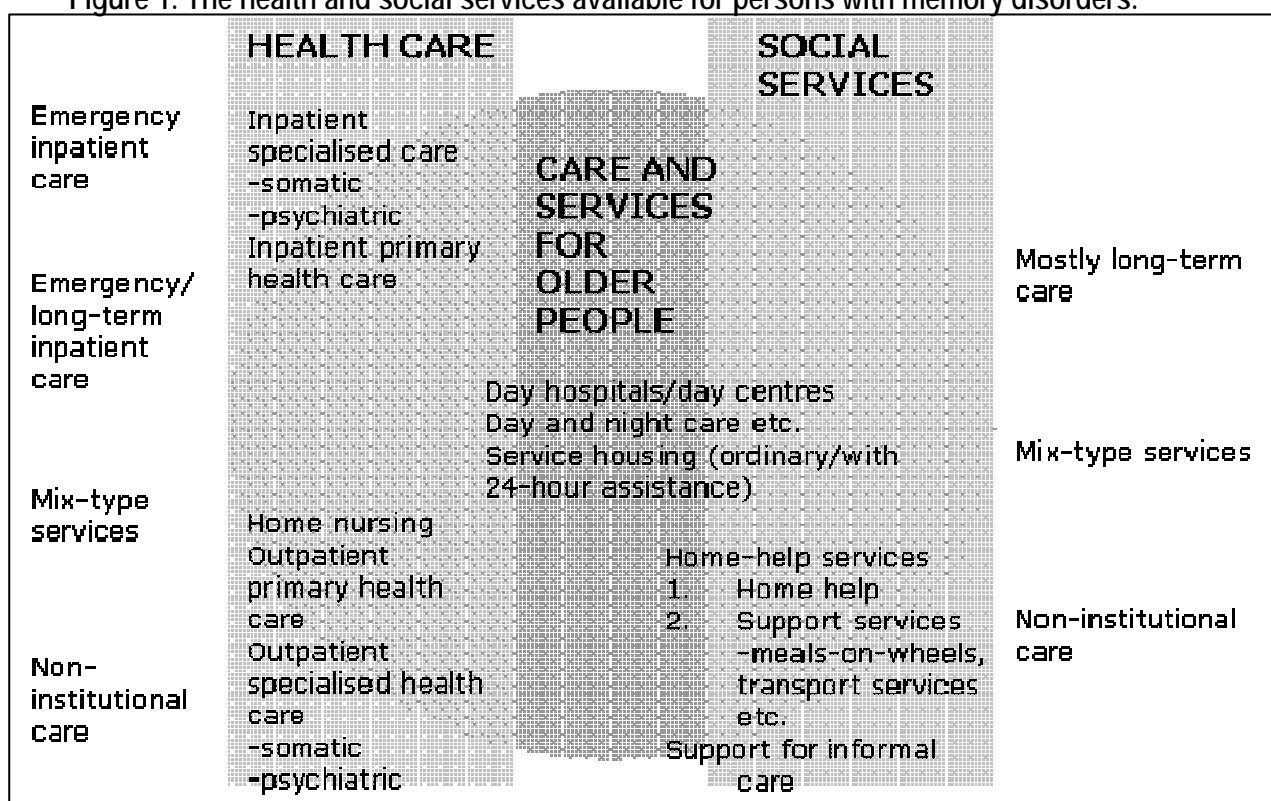 Figure 1. The health and social services available for persons with memory disorders.
HEALTH CARE
SOCIAL
SERVICES
Emergency
inpatient
care
Emergency/
long-term
inpatient
care
Mix-type
services
Non-
institutional
care
Inpatient
specialised care
-somatic
-psychiatric
Inpatient primary
health care
CARE AND
SERVICES
FOR
OLDER
PEOPLE
Day hospitals/day centres
Day and night care etc.
Service housing (ordinary/with
24-hour assistance)
Home nursing
Outpatient
primary health
care
Outpatient
specialised health
care
-somatic
-psychiatric
Home-help services
1. Home help
2. Support services
-meals-on-wheels,
transport services
etc.
Support for informal
care
Mostly long-term
care
Mix-type services
Non-institutional
care